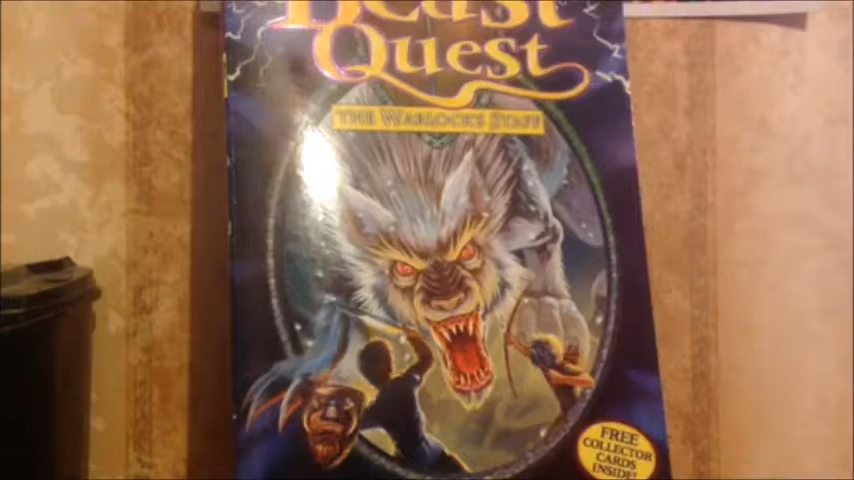 Beast
Quest
THE WARLOCK'S STAFF
FREE
COLLECTOR
CARDS
INSIDE!